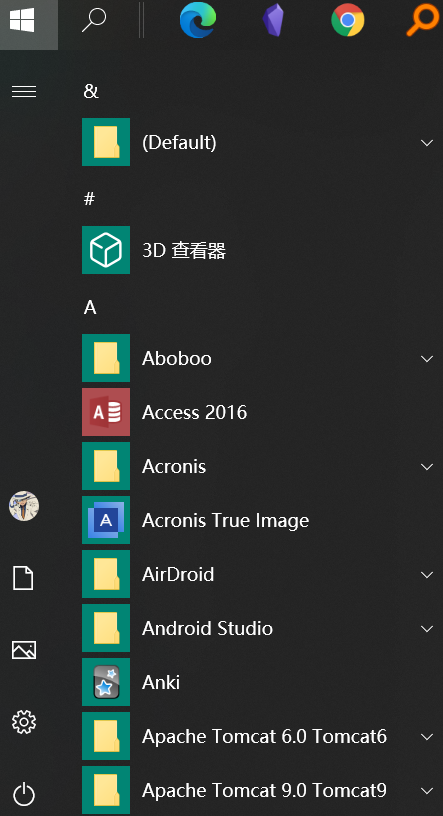 &
(Default)
#
3D 查看器
A
Aboboo
Access 2016
Acronis
Acronis True Image
AirDroid
Android Studio
Anki
Apache Tomcat 6.0 Tomcat6
Apache Tomcat 9.0 Tomcat9